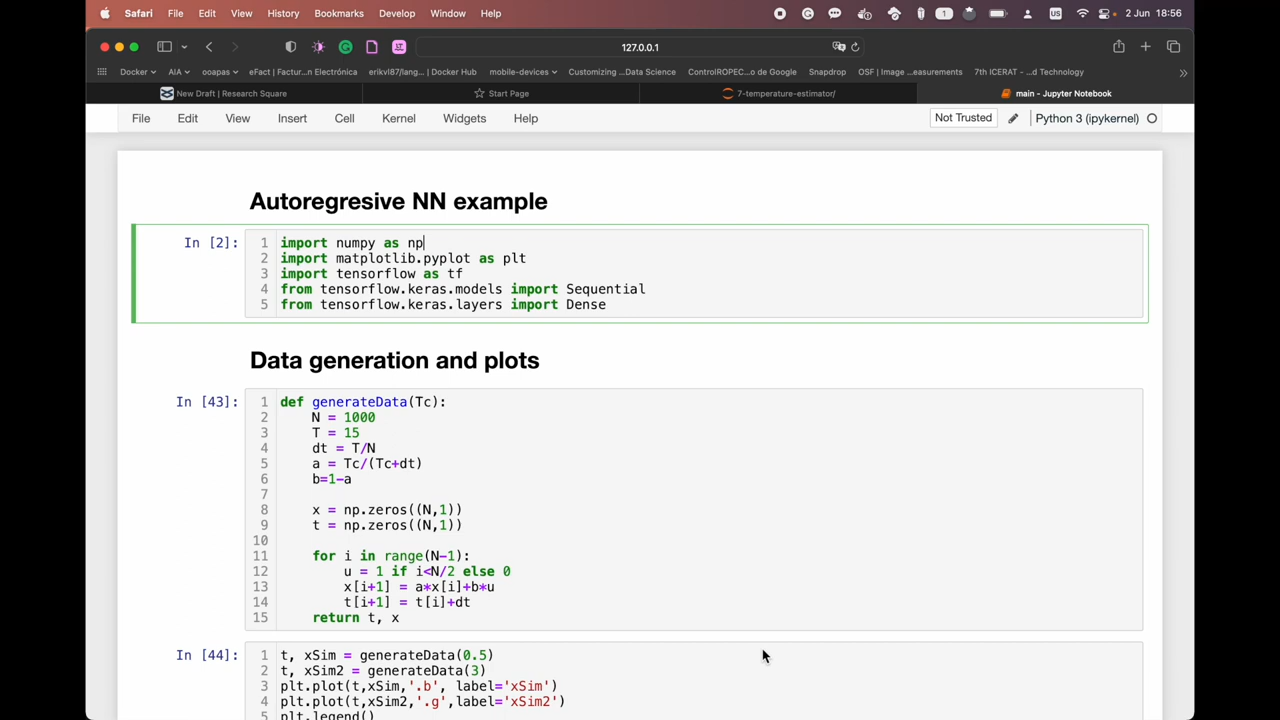 Safari File Edit View History Bookmarks Develop Window Help 1 US 2 Jun 18:56
127.0.0.1
Docker AIA ooapas eFact | Factur...n Electrónica erikvl87/lang... | Docker Hub mobile-devices Customizing ...Data Science ControlROPEC...o de Google Snapdrop OSF | Image ...easurements 7th ICERAT - ...d Technology
New Draft | Research Square Start Page 7-temperature-estimator/ main - Jupyter Notebook
File Edit View Insert Cell Kernel Widgets Help Not Trusted Python 3 (ipykernel)
Autoregresive NN example
In [2]: 1 import numpy as np
2 import matplotlib.pyplot as plt
3 import tensorflow as tf
4 from tensorflow.keras.models import Sequential
5 from tensorflow.keras.layers import Dense
Data generation and plots
In [43]: 1 def generateData(Tc):
2 N = 1000
3 T = 15
4 dt = T/N
5 a = Tc/(Tc+dt)
6 b=1-a
7
8 x = np.zeros((N,1))
9 t = np.zeros((N,1))
10
11 for i in range(N-1):
12 u = 1 if i<N/2 else 0
13 x[i+1] = a*x[i]+b*u
14 t[i+1] = t[i]+dt
15 return t, x
In [44]: 1 t, xSim = generateData(0.5)
2 t, xSim2 = generateData(3)
3 plt.plot(t,xSim,'.b', label='xSim')
4 plt.plot(t,xSim2,'.g',label='xSim2')
5 plt.legend()